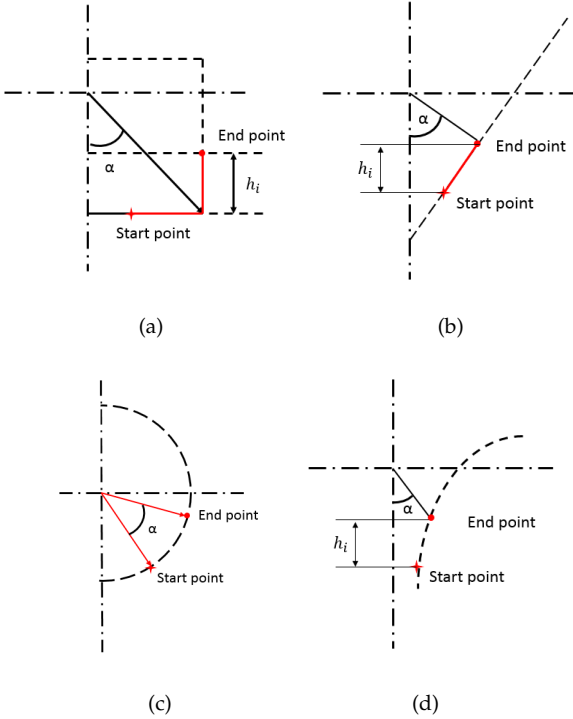 α
End point
h_i
Start point
(a)
α
End point
h_i
Start point
(b)
α
End point
Start point
(c)
α
End point
h_i
Start point
(d)